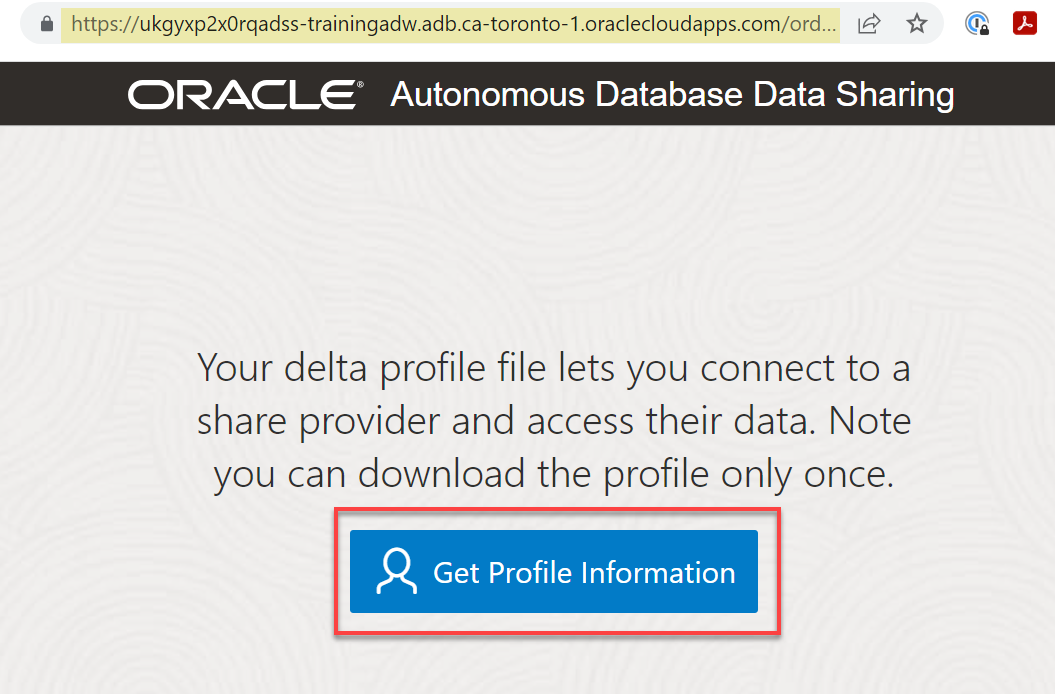 https://ukgyxp2x0rqadss-trainingadw.adb.ca-toronto-1.oraclecloudapps.com/ord...
ORACLE® Autonomous Database Data Sharing
Your delta profile file lets you connect to a
share provider and access their data. Note
you can download the profile only once.
Get Profile Information